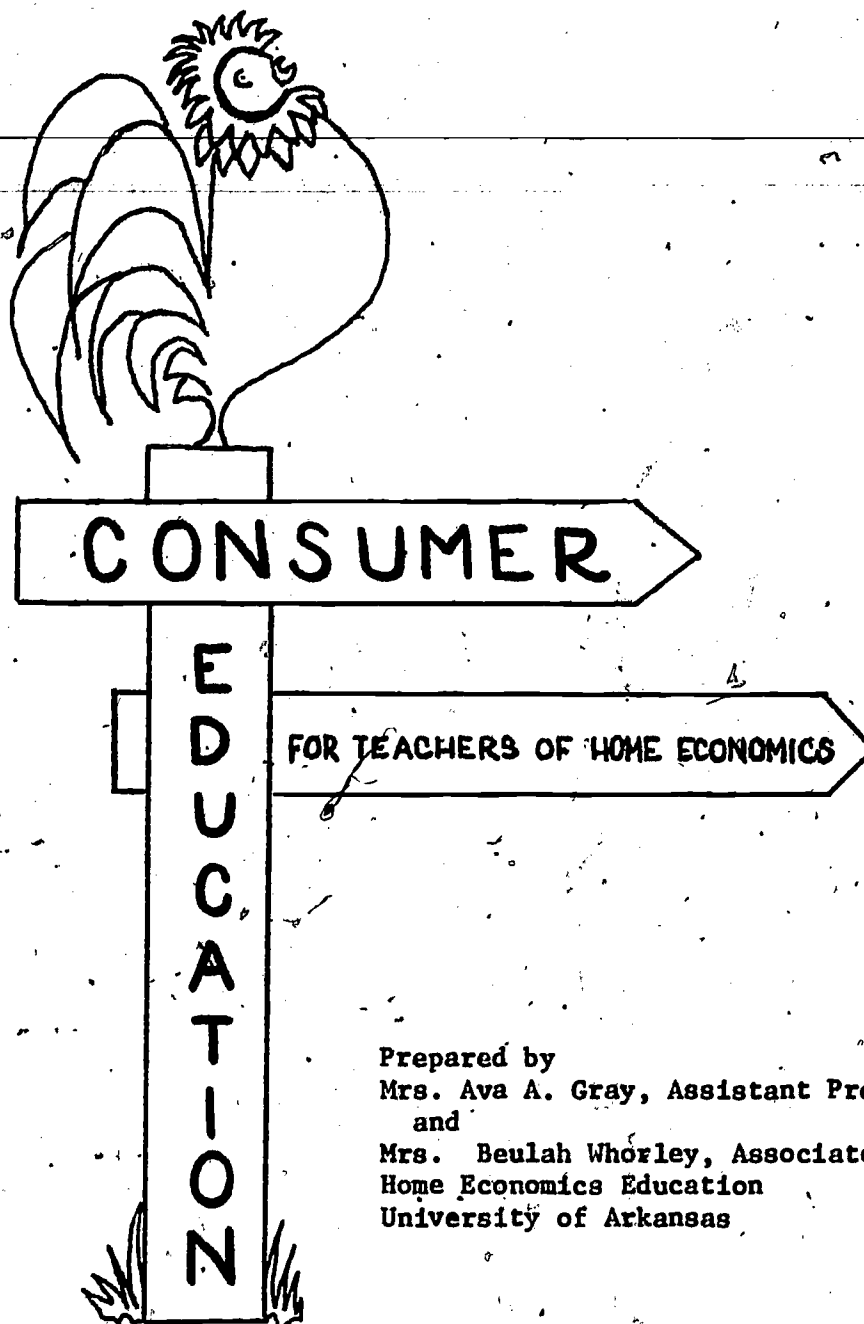 CONSUMER
EDUCATION
FOR TEACHERS OF HOME ECONOMICS
Prepared by
Mrs. Ava A. Gray, Assistant
and
Mrs. Beulah Whorley, Associate
Home Economics Education
University of Arkansas